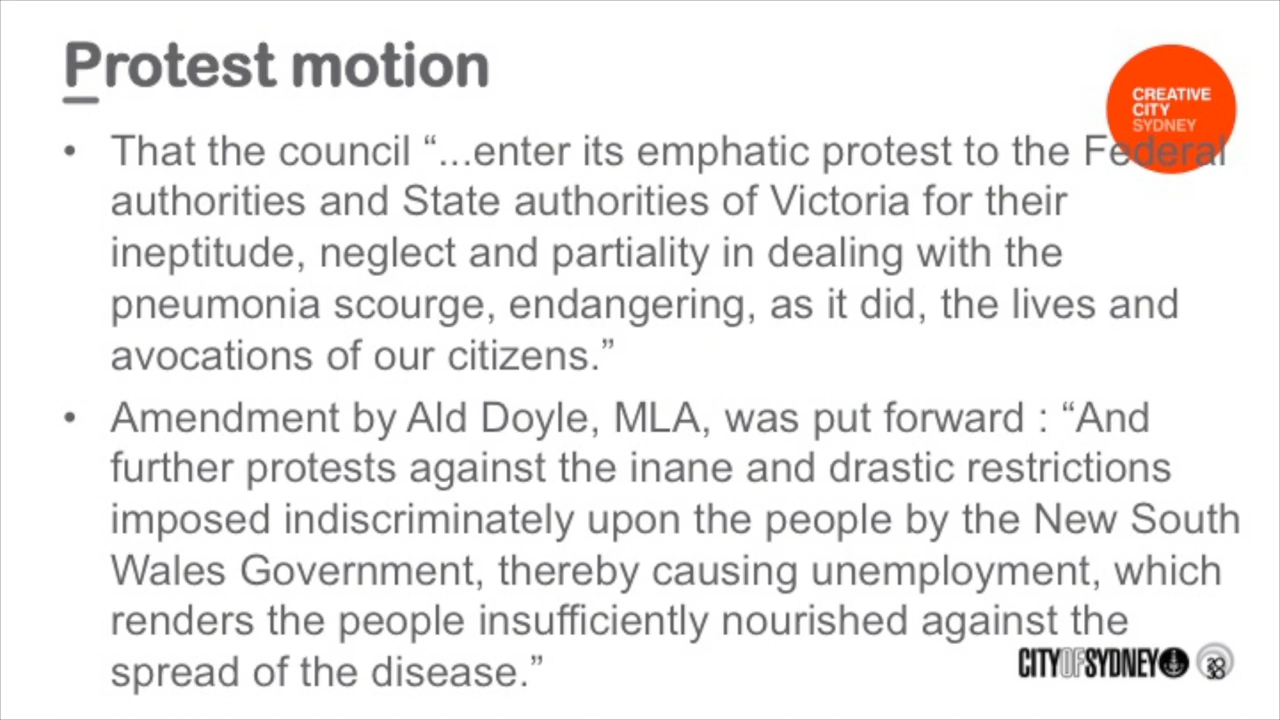 Protest motion
CREATIVE
CITY
SYDNEY
• That the council “...enter its emphatic protest to the Federal
authorities and State authorities of Victoria for their
ineptitude, neglect and partiality in dealing with the
pneumonia scourge, endangering, as it did, the lives and
avocations of our citizens.”
• Amendment by Ald Doyle, MLA, was put forward : “And
further protests against the inane and drastic restrictions
imposed indiscriminately upon the people by the New South
Wales Government, thereby causing unemployment, which
renders the people insufficiently nourished against the
spread of the disease.”
CITYOFSYDNEY
2030